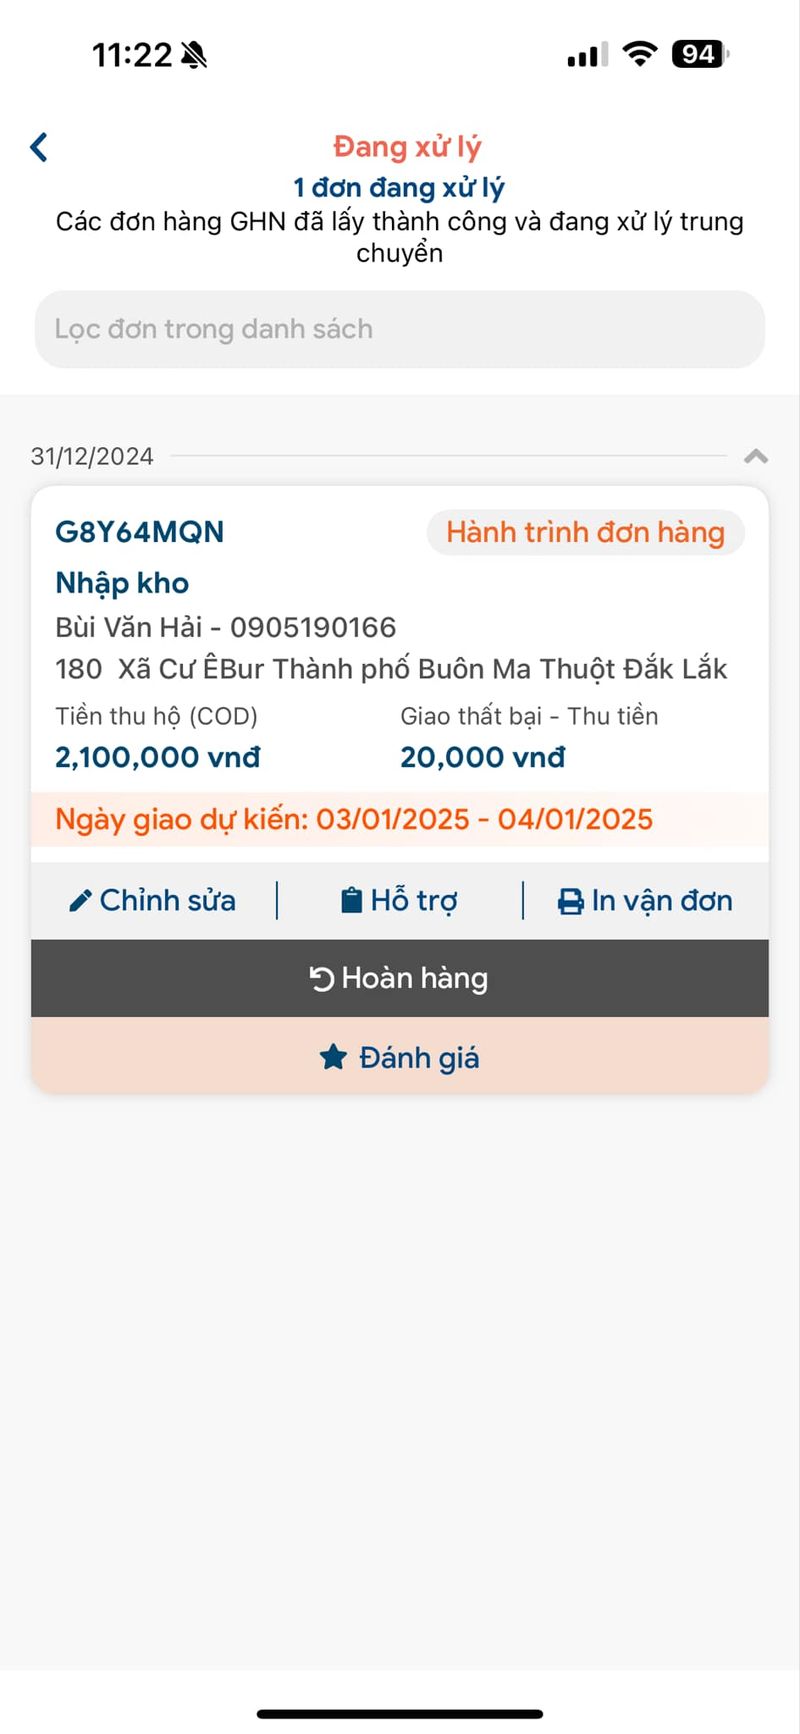 11:22
94
Đang xử lý
1 đơn đang xử lý
Các đơn hàng GHN đã lấy thành công và đang xử lý trung
chuyển
Lọc đơn trong danh sách
31/12/2024
G8Y64MQN
Hành trình đơn hàng
Nhập kho
Bùi Văn Hải - 0905190166
180  Xã Cư ÊBur Thành phố Buôn Ma Thuột Đắk Lắk
Tiền thu hộ (COD)
Giao thất bại - Thu tiền
2,100,000 vnđ
20,000 vnđ
Ngày giao dự kiến: 03/01/2025 - 04/01/2025
Chỉnh sửa
Hỗ trợ
In vận đơn
Hoàn hàng
Đánh giá